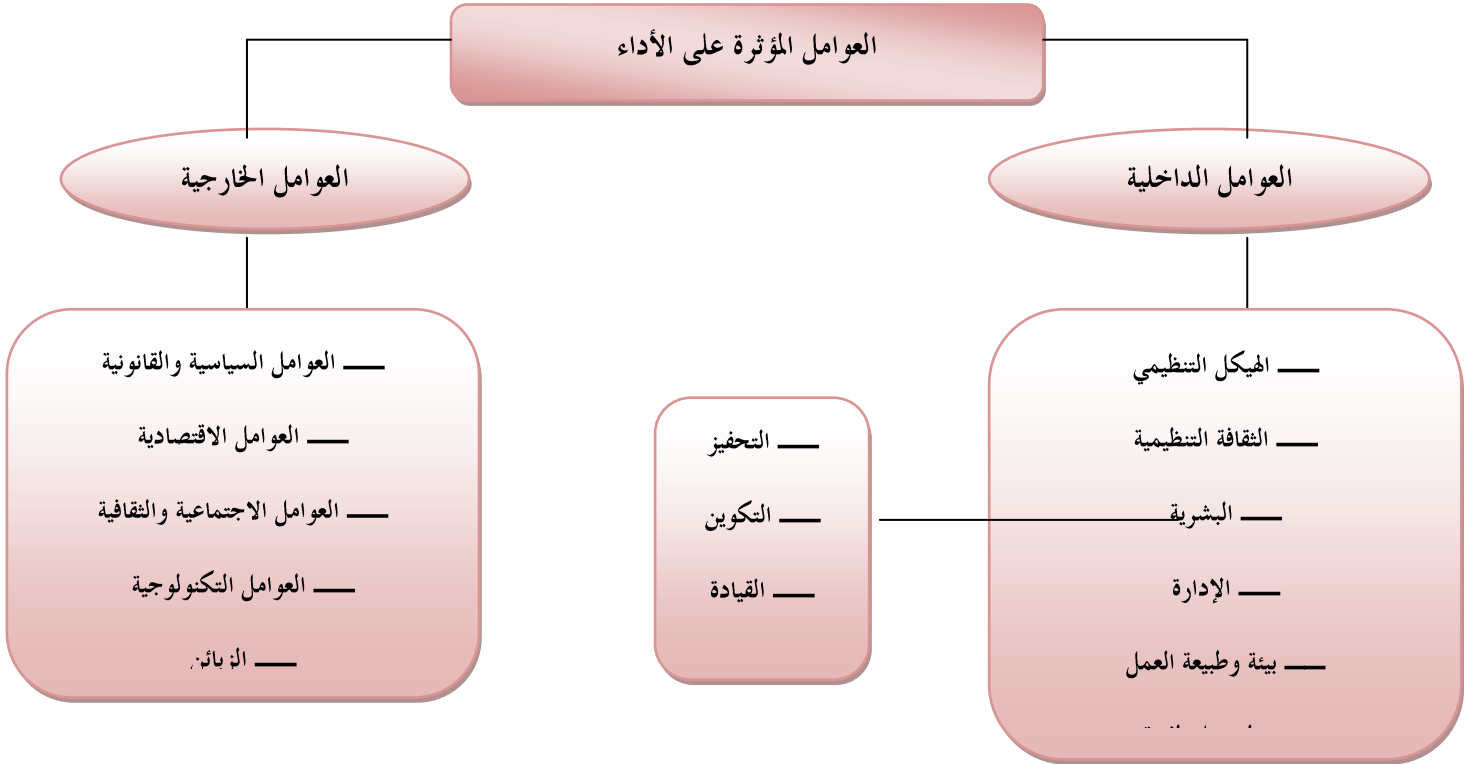 العوامل المؤثرة على الأداء
العوامل الداخلية
العوامل الخارجية
الهيكل التنظيمي
الثقافة التنظيمية
البشرية
الإدارة
بيئة وطبيعة العمل
التحفيز
التكوين
القيادة
العوامل السياسية والقانونية
العوامل الاقتصادية
العوامل الاجتماعية والثقافية
العوامل التكنولوجية
الزبائن